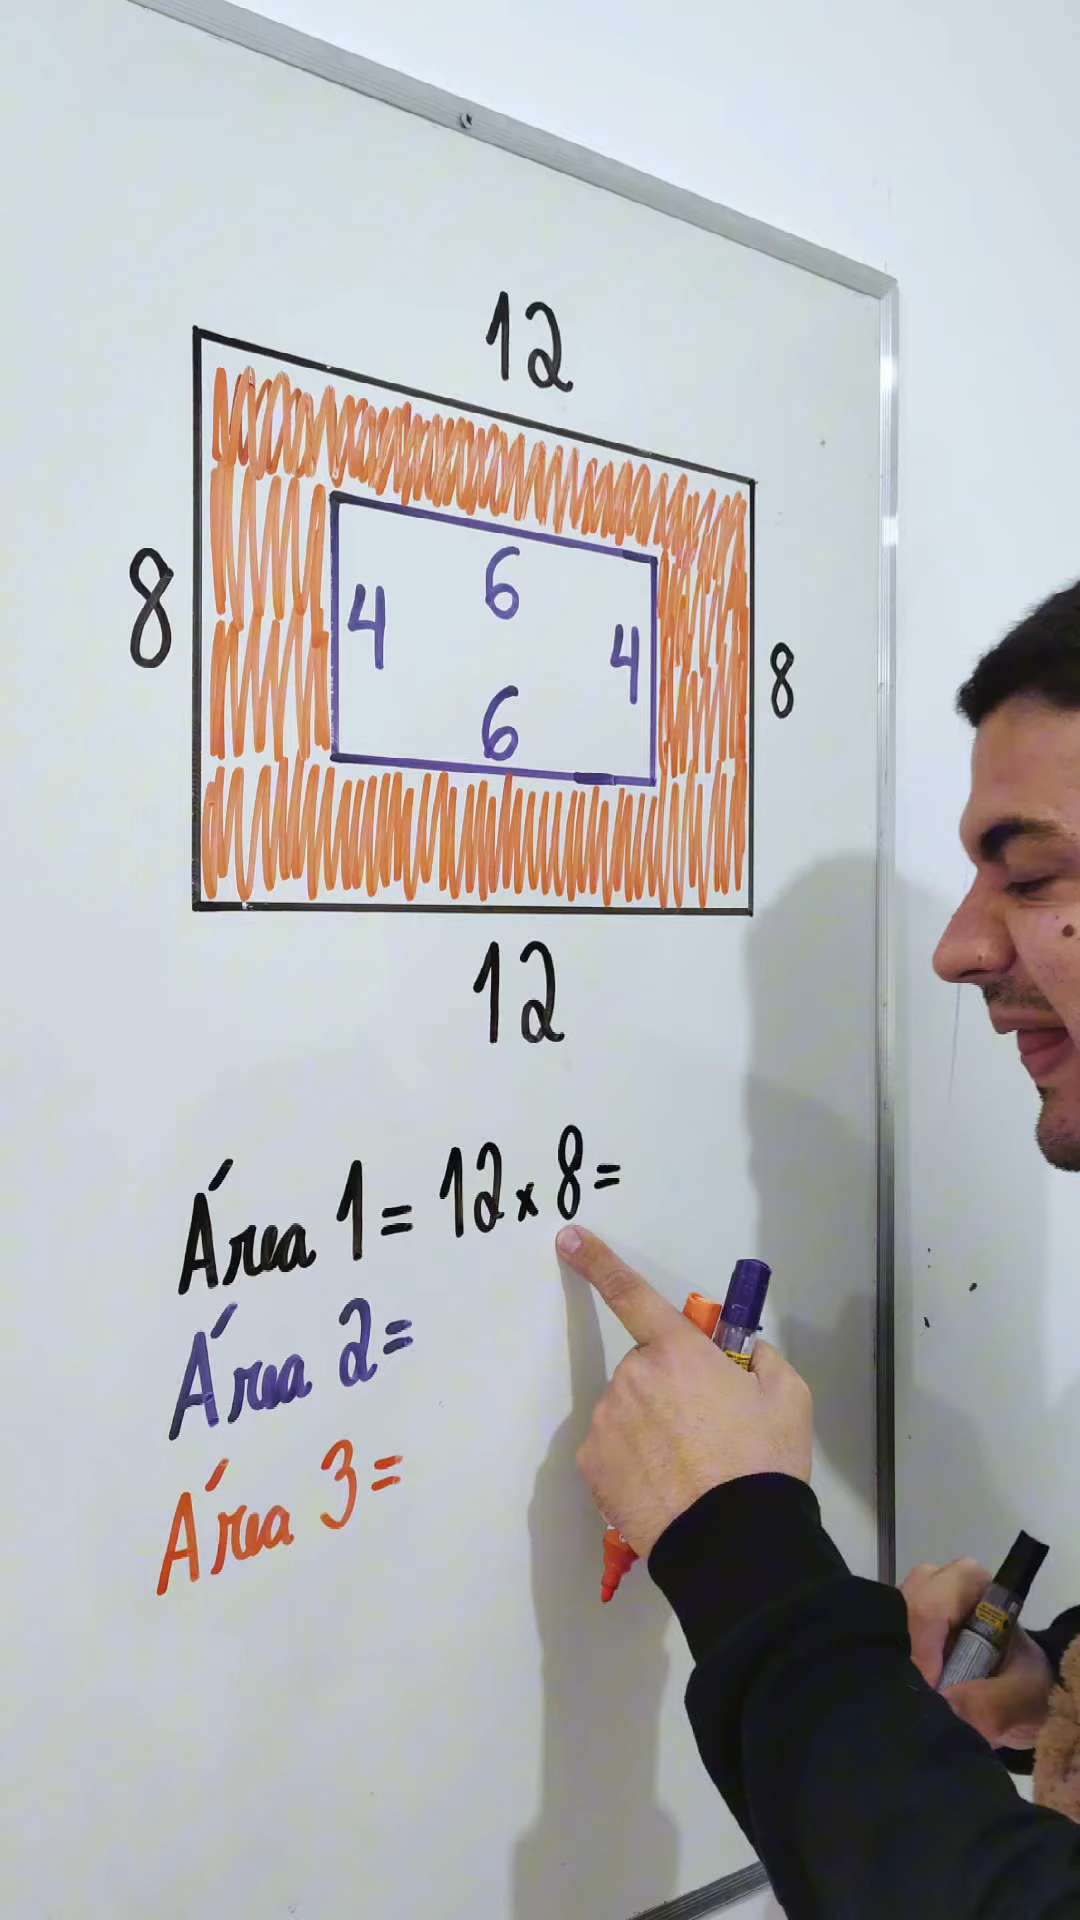 12
6
8 4 4 8
6
12
Área 1 = 12 x 8 =
Área 2 =
Área 3 =